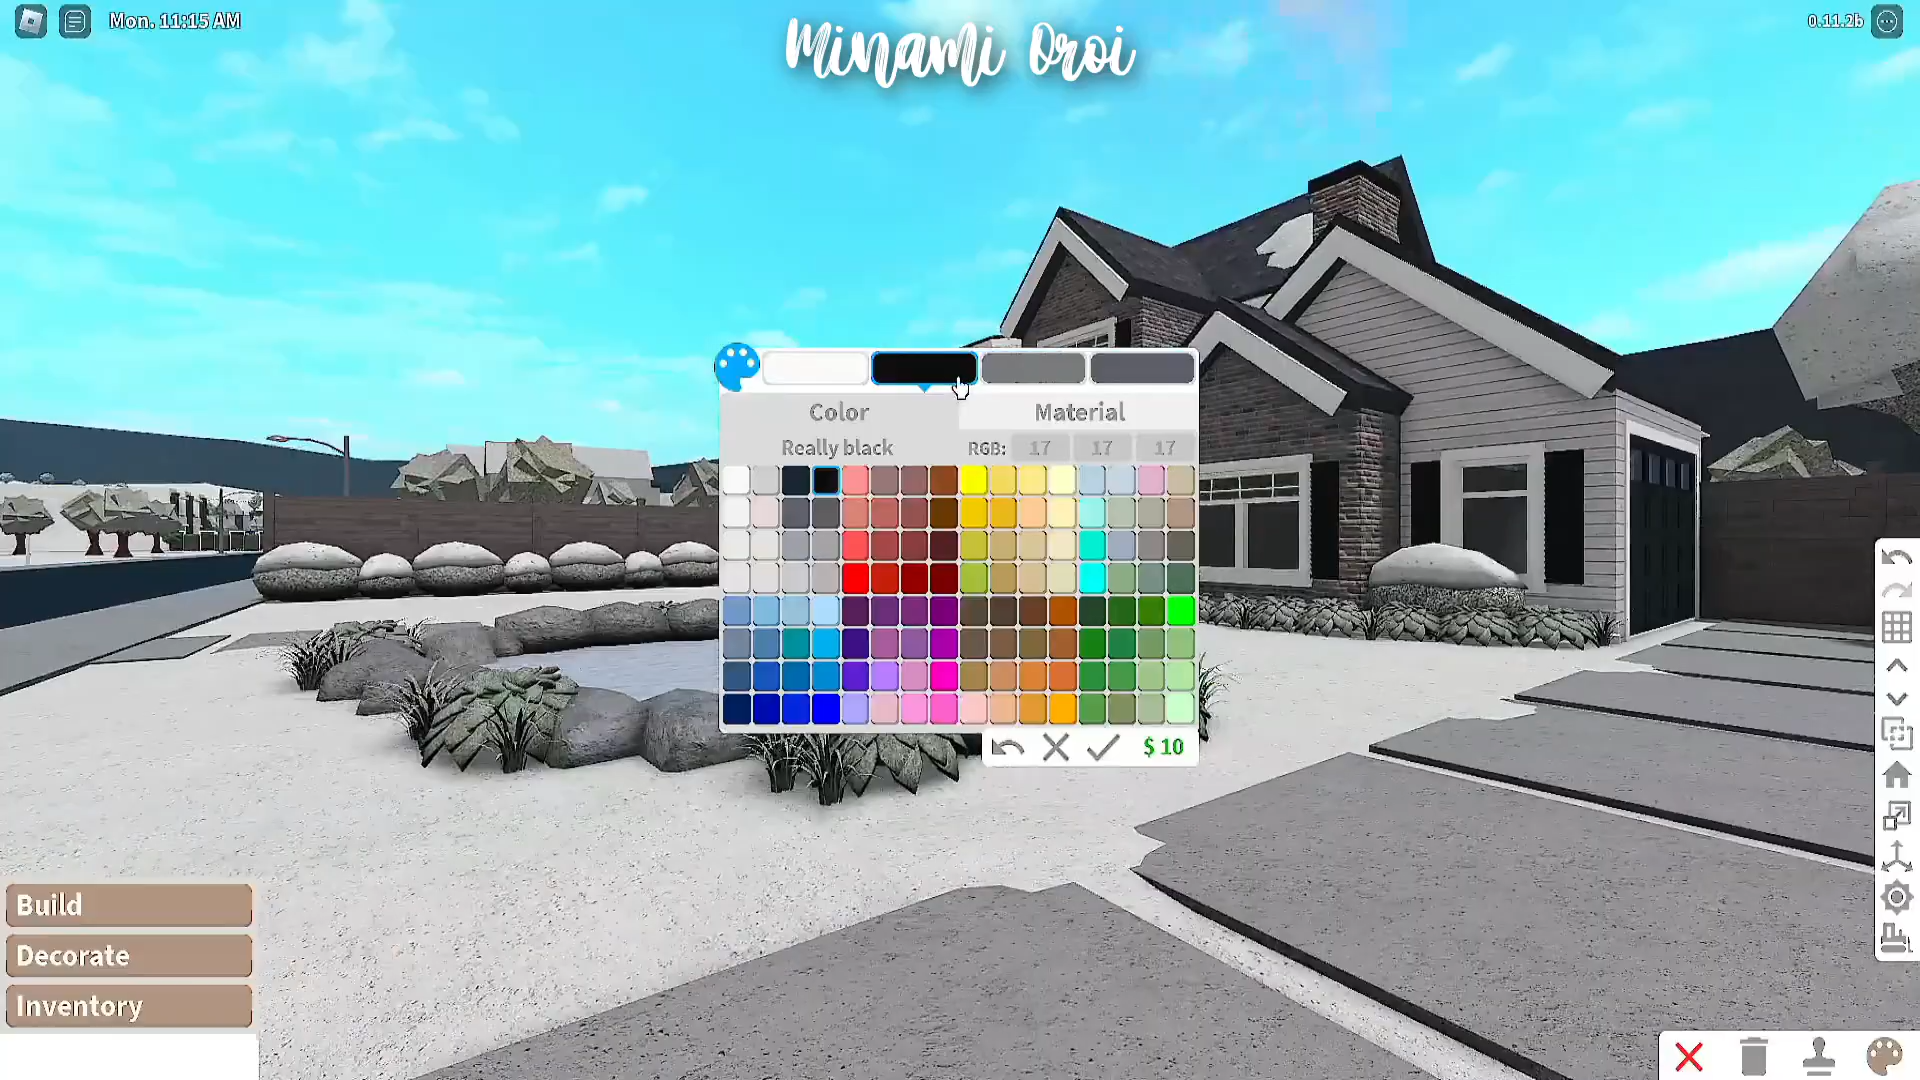 Mon. 11:15 AM
Minami Oroi
0.11.2b
Color
Material
Really black
RGB: 17 17 17
$ 10
Build
Decorate
Inventory